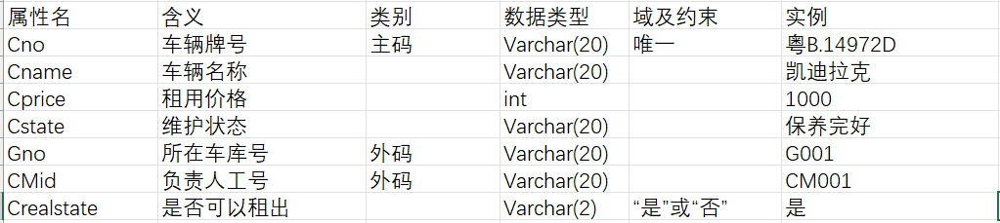 属性名 含义 类别 数据类型 域及约束 实例
Cno 车辆牌号 主码 Varchar(20) 唯一 粤B.14972D
Cname 车辆名称 Varchar(20) 凯迪拉克
Cprice 租用价格 int 1000
Cstate 维护状态 Varchar(20) 保养完好
Gno 所在车库号 外码 Varchar(20) G001
CMid 负责人工号 外码 Varchar(20) CM001
Crealstate 是否可以租出 Varchar(2) “是”或“否” 是